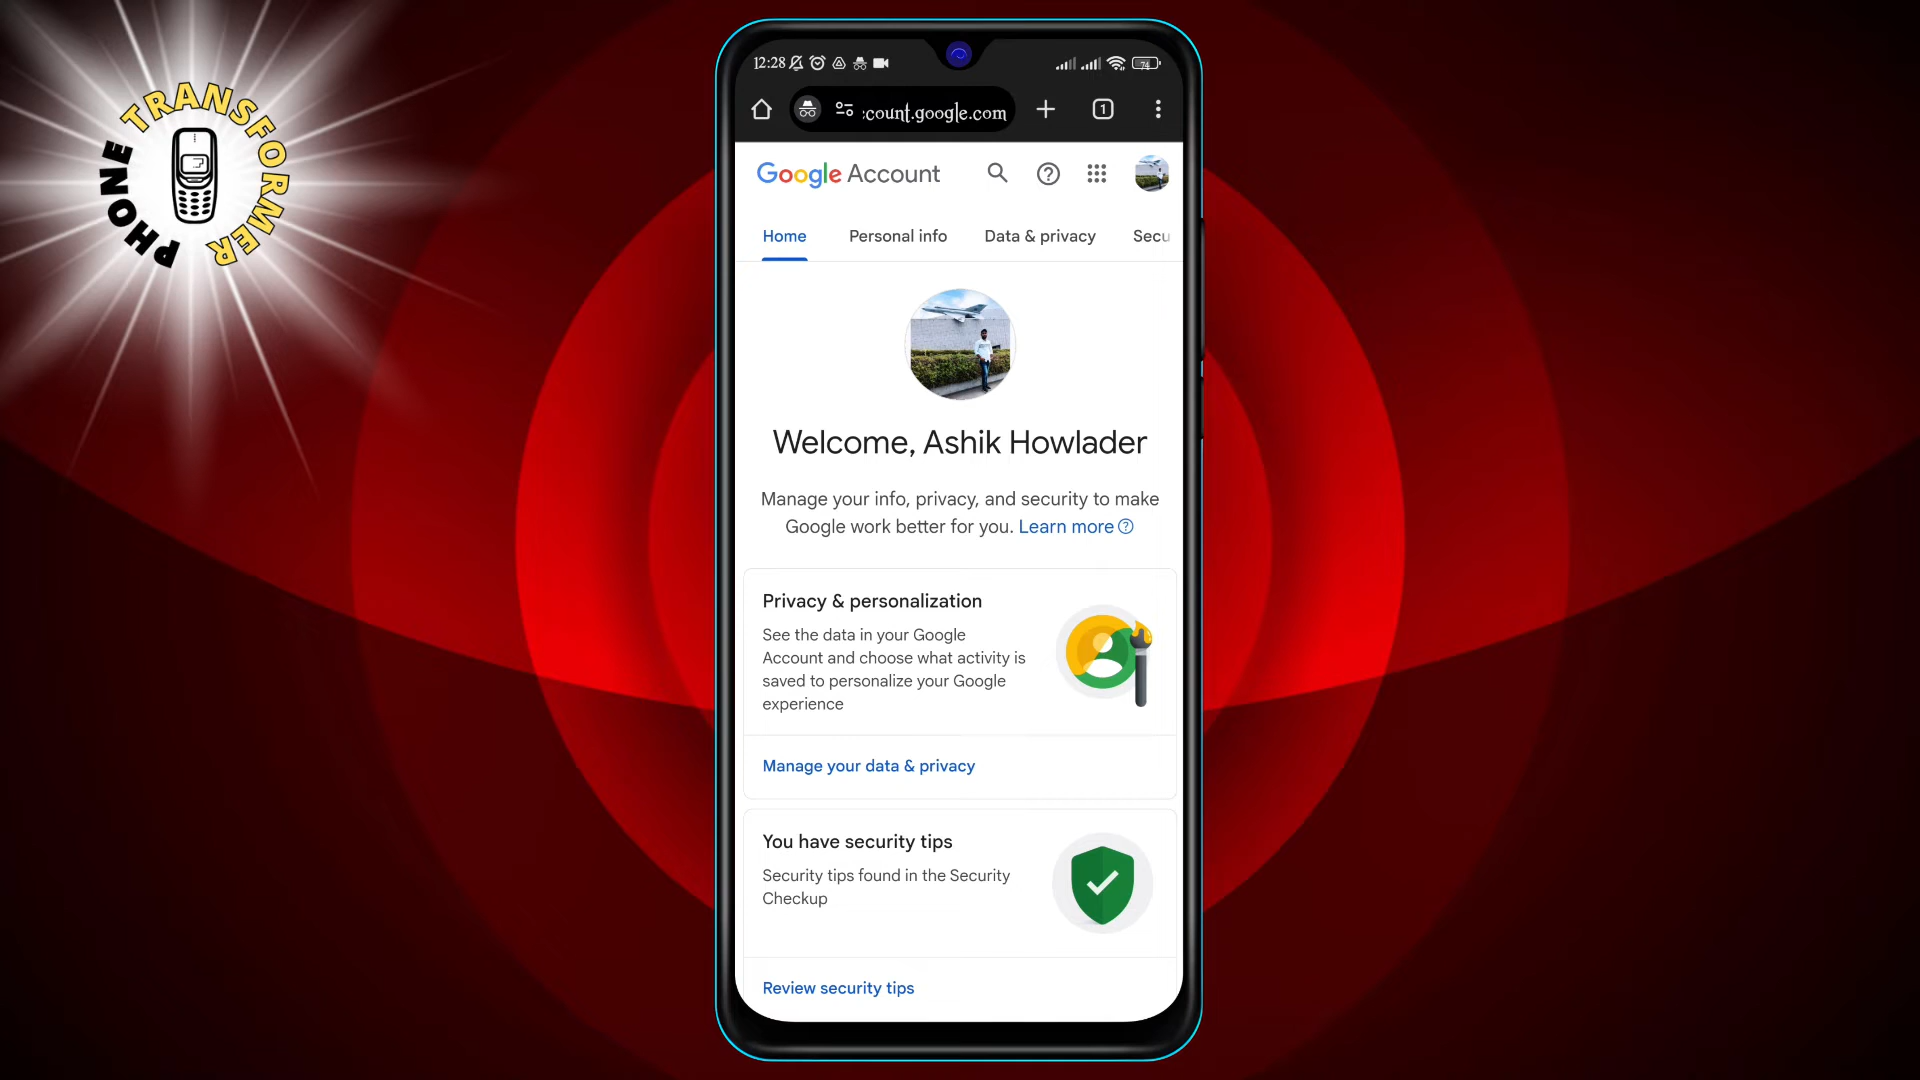 PHONE TRANSFORMER
12:28
74
:count.google.com
1
Google Account
Home Personal info Data & privacy Secu
Welcome, Ashik Howlader
Manage your info, privacy, and security to make
Google work better for you. Learn more
Privacy & personalization
See the data in your Google
Account and choose what activity is
saved to personalize your Google
experience
Manage your data & privacy
You have security tips
Security tips found in the Security
Checkup
Review security tips